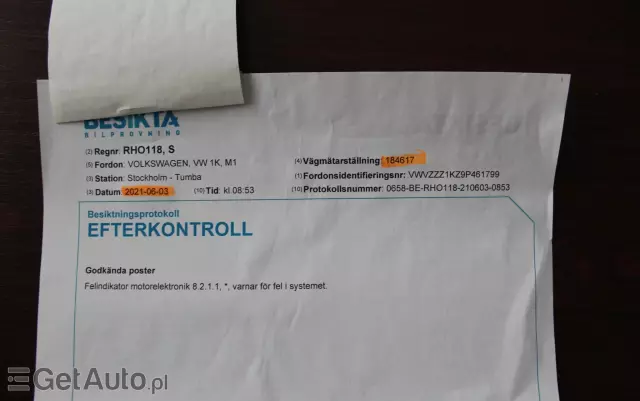 BESIKTA
BILPROVNING
(2) Regnr: RHO118, S
(5) Fordon: VOLKSWAGEN, VW 1K, M1
(4) Vägmätarställning: 184617
(3) Station: Stockholm - Tumba
(1) Fordonsidentifieringsnr: VWVZZZ1KZ9P461799
(3) Datum: 2021-06-03 (10) Tid: kl.08:53
(10) Protokollsnummer: 0658-BE-RHO118-210603-0853
Besiktningsprotokoll
EFTERKONTROLL
Godkända poster
Felindikator motorelektronik 8.2.1.1, *, varnar för fel i systemet.
GetAuto.pl